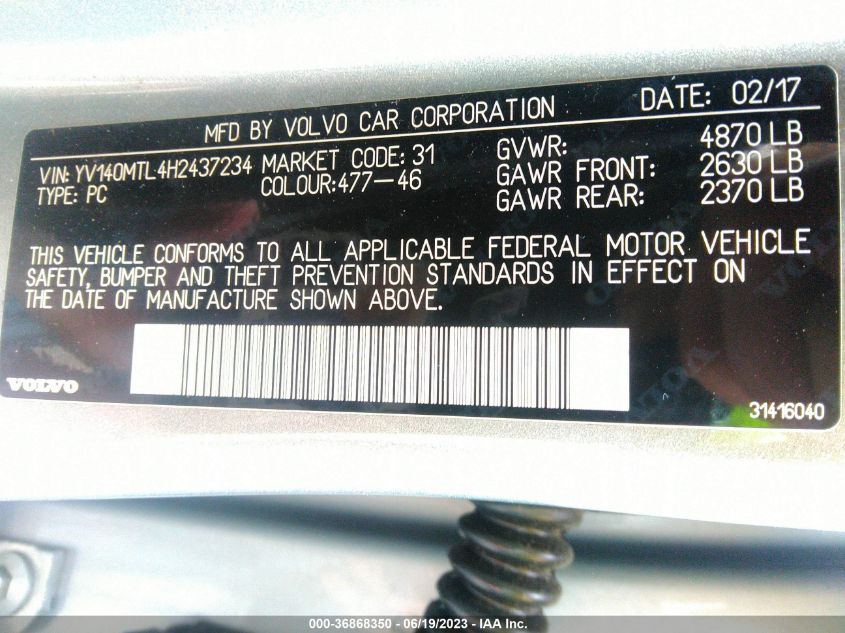 MFD BY VOLVO CAR CORPORATION DATE: 02/17
VIN: YV140MTL4H2437234 MARKET CODE: 31 GVWR: 4870 LB
TYPE: PC COLOUR:477-46 GAWR FRONT: 2630 LB
GAWR REAR: 2370 LB
THIS VEHICLE CONFORMS TO ALL APPLICABLE FEDERAL MOTOR VEHICLE
SAFETY, BUMPER AND THEFT PREVENTION STANDARDS IN EFFECT ON
THE DATE OF MANUFACTURE SHOWN ABOVE.
VOLVO 31416040
000-36868350 - 06/19/2023 - IAA Inc.